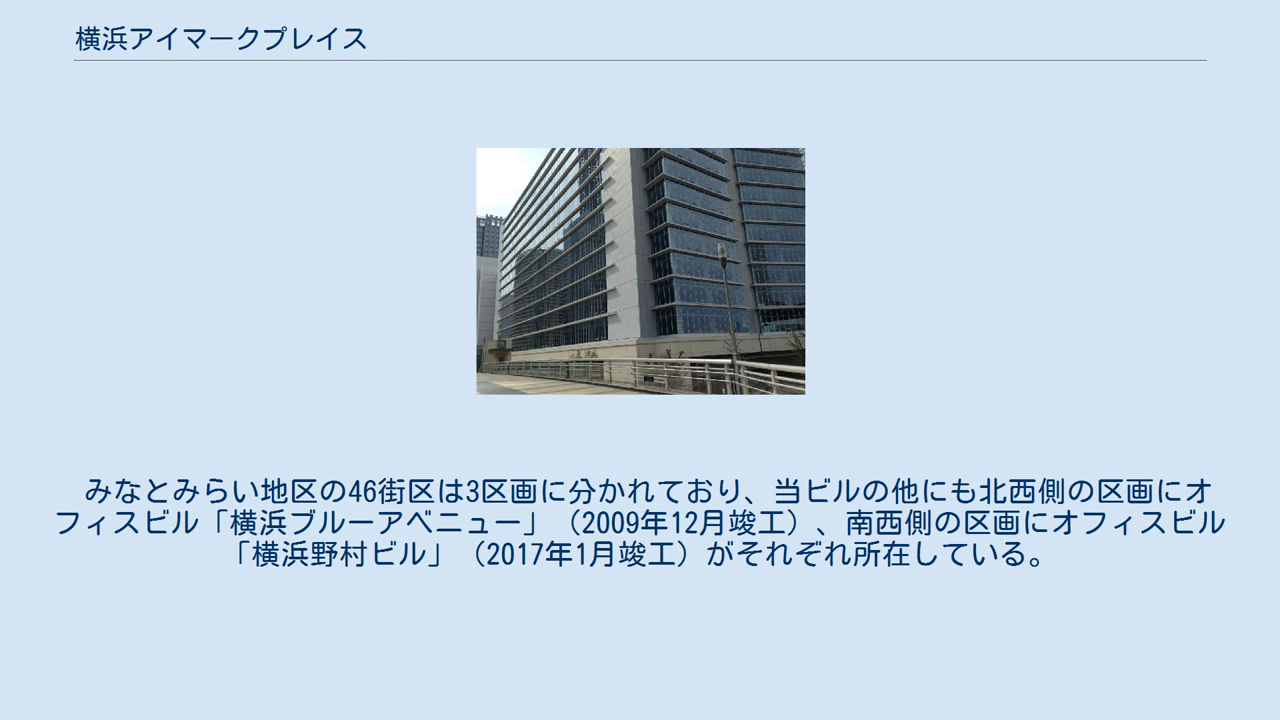 横浜アイマークプレイス
みなとみらい地区の46街区は3区画に分かれており、当ビルの他にも北西側の区画にオ
フィスビル「横浜ブルーアベニュー」（2009年12月竣工）、南西側の区画にオフィスビル
「横浜野村ビル」（2017年1月竣工）がそれぞれ所在している。